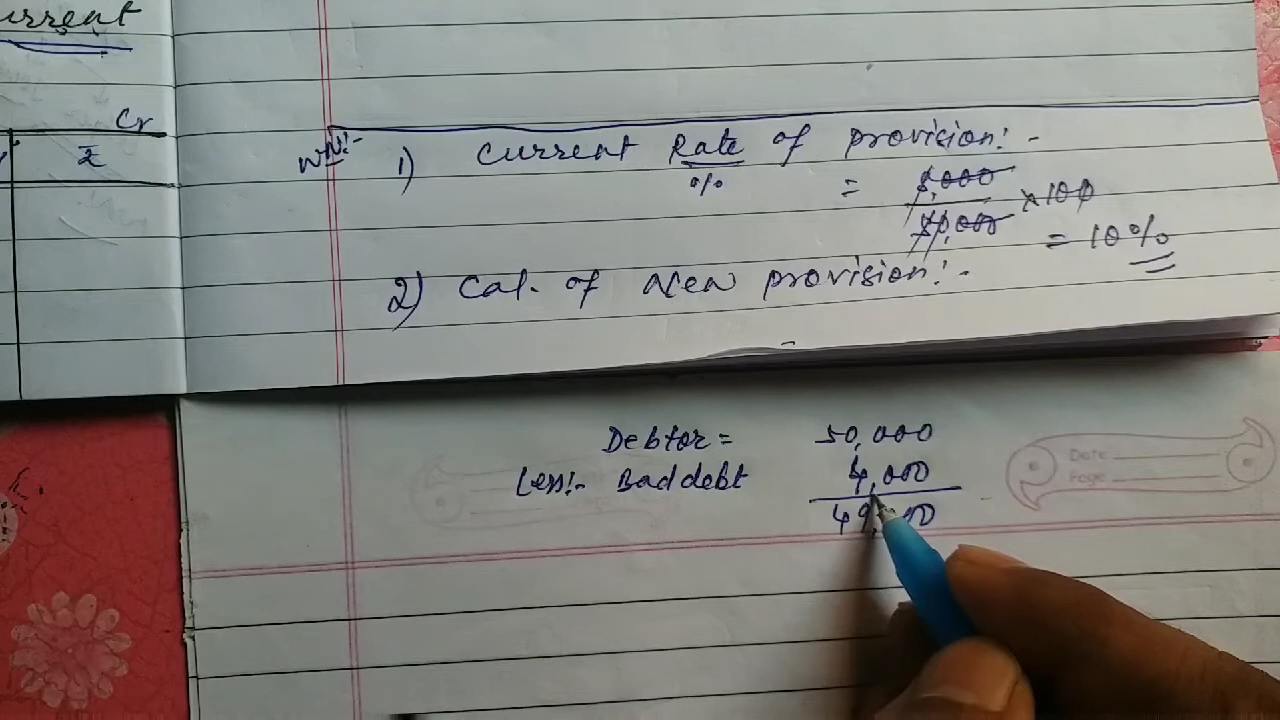 urrent
Cr
₹
W.N:-
1) Current Rate of provision:-
%
= 5,000
50,000 × 100
= 10%
2) Cal. of New provision:-
Debtor = 50,000
Less:- Bad debt 4,000
Date
Page